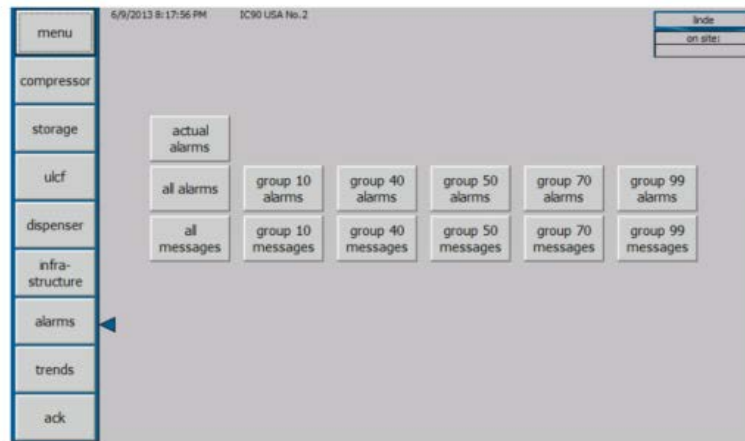 6/9/2013 8:17:56 PM IC90 USA No.2
linde
on site:
menu
compressor
storage
ulcf
dispenser
infra-
structure
alarms
trends
ack
actual
alarms
all alarms
group 10
alarms
group 40
alarms
group 50
alarms
group 70
alarms
group 99
alarms
all
messages
group 10
messages
group 40
messages
group 50
messages
group 70
messages
group 99
messages